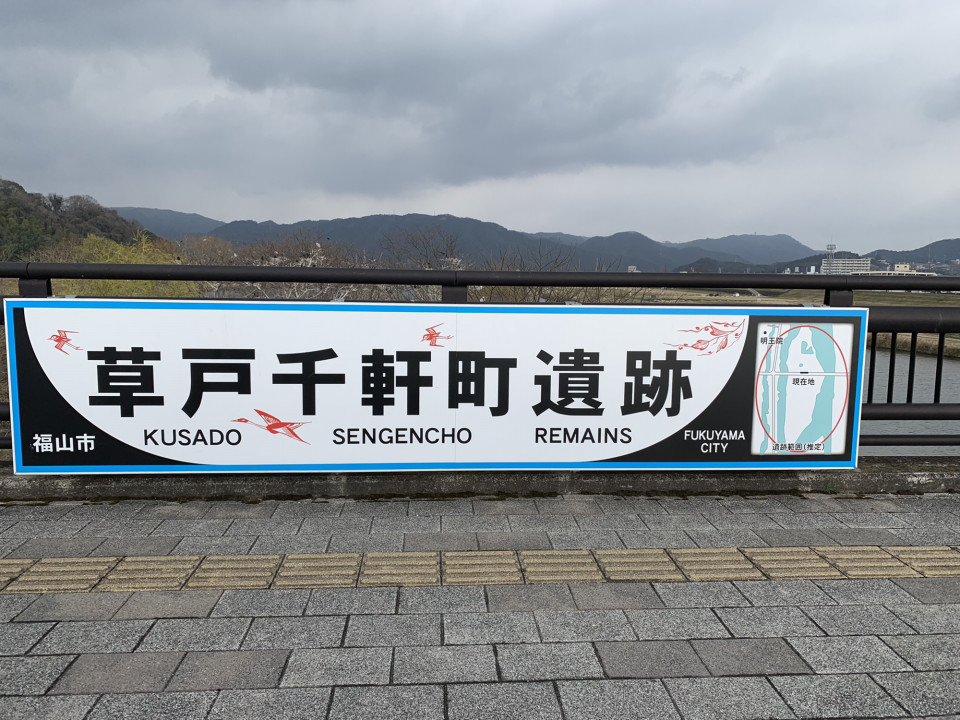 草戸千軒町遺跡
KUSADO SENGENCHO REMAINS
福山市
FUKUYAMA
CITY
明王院
現在地
遺跡範囲(推定)